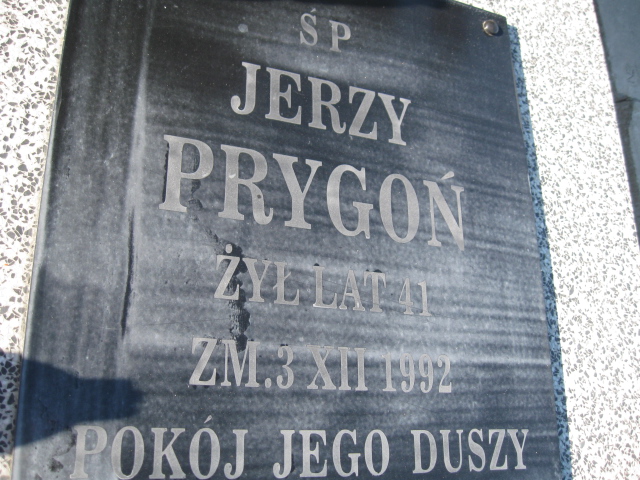 ŚP
JERZY
PRYGOŃ
ŻYŁ LAT 41
ZM. 3 XII 1992
POKÓJ JEGO DUSZY